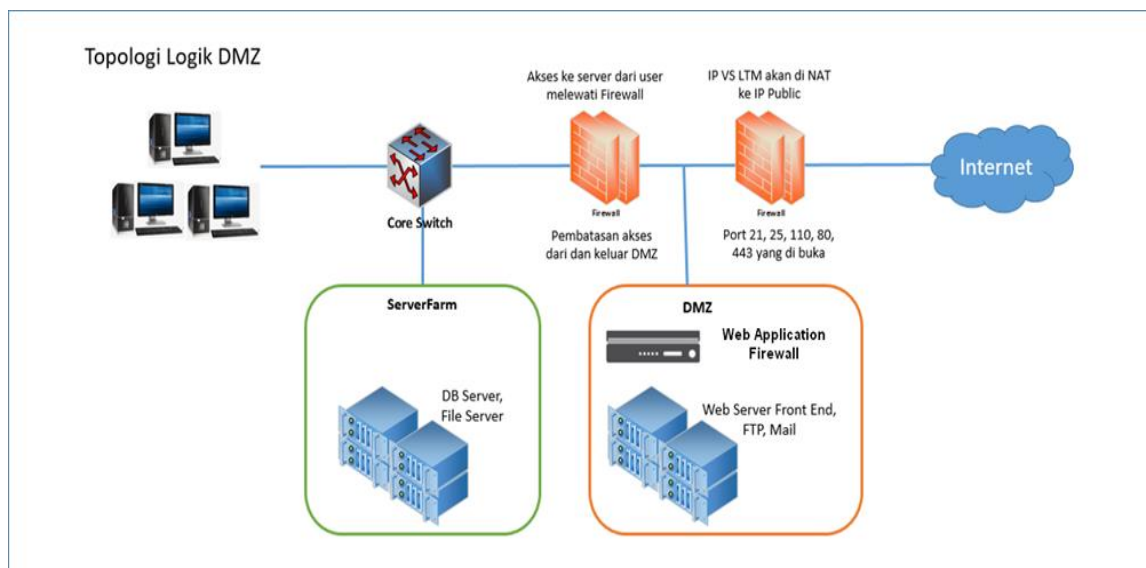 Topologi Logik DMZ
Akses ke server dari user
melewati Firewall
IP VS LTM akan di NAT
ke IP Public
Internet
Core Switch
Firewall
Firewall
Pembatasan akses
dari dan keluar DMZ
Port 21, 25, 110, 80,
443 yang di buka
ServerFarm
DB Server,
File Server
DMZ
Web Application
Firewall
Web Server Front End,
FTP, Mail